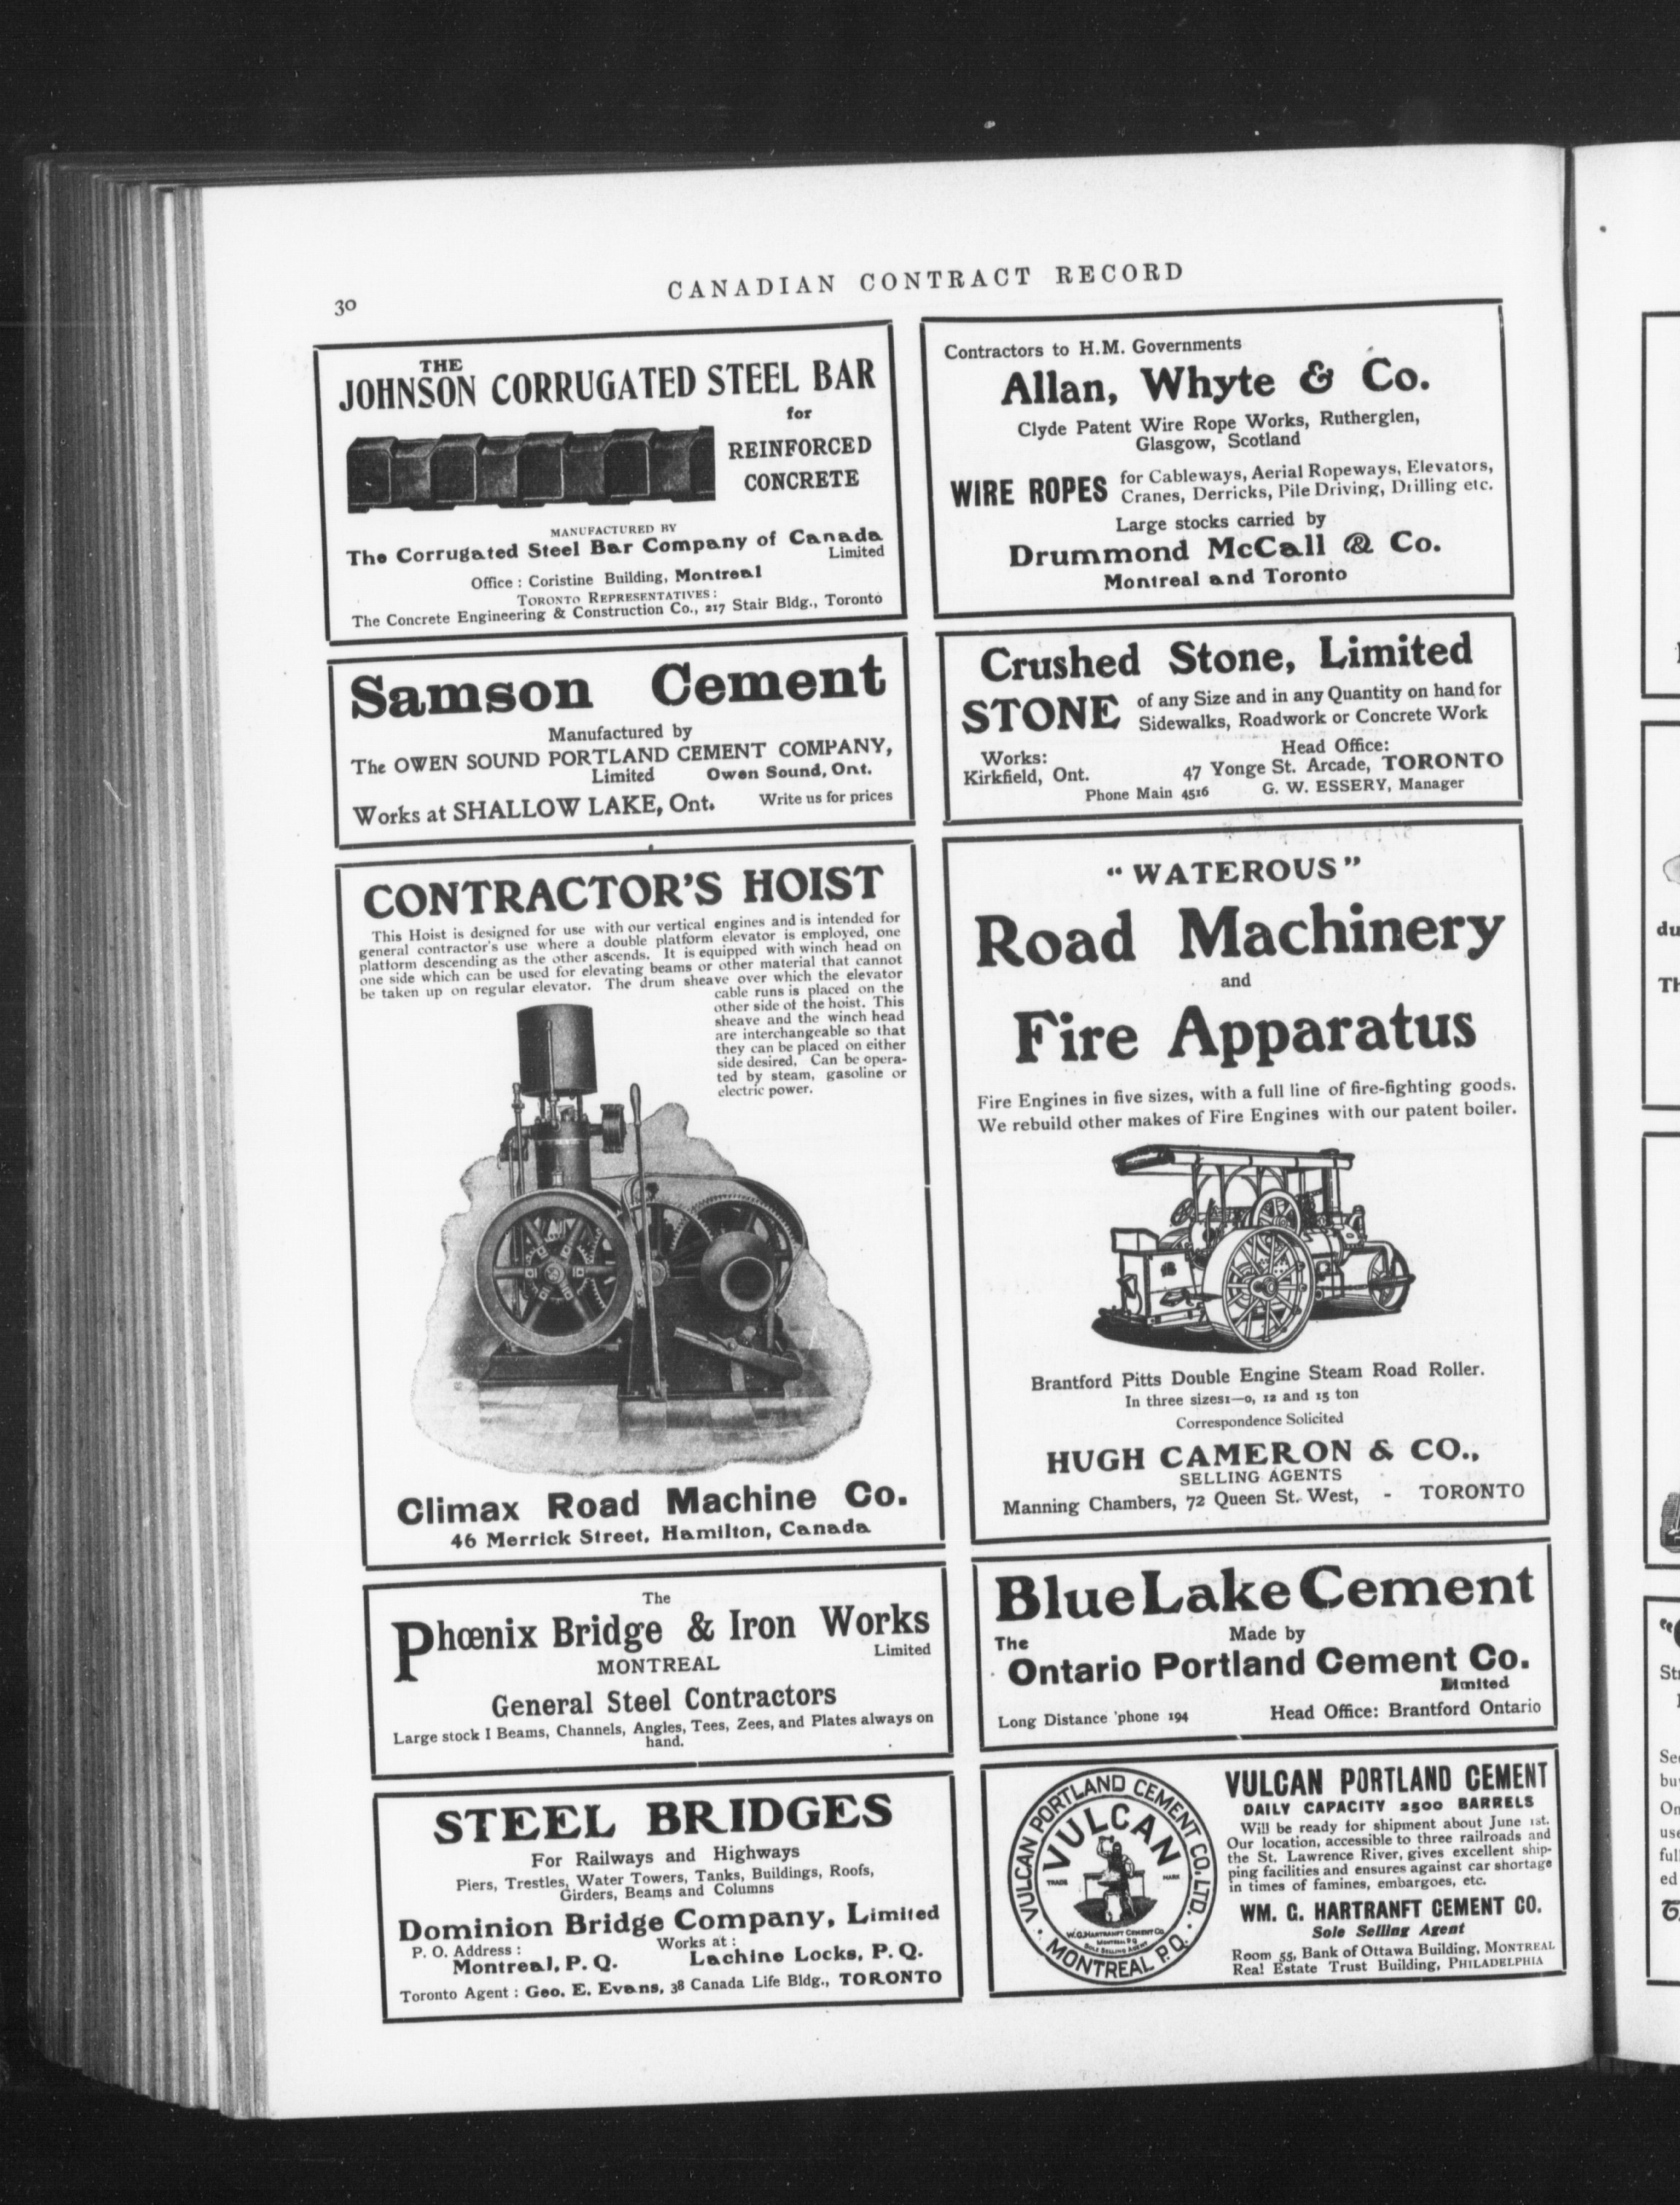 30
CANADIAN CONTRACT RECORD
THE
JOHNSON CORRUGATED STEEL BAR
for
REINFORCED
CONCRETE
MANUFACTURED BY
The Corrugated Steel Bar Company of Canada
Limited
Office : Coristine Building, Montreal
TORONTO REPRESENTATIVES :
The Concrete Engineering & Construction Co., 217 Stair Bldg., Toronto
Samson Cement
Manufactured by
The OWEN SOUND PORTLAND CEMENT COMPANY,
Limited Owen Sound, Ont.
Works at SHALLOW LAKE, Ont. Write us for prices
CONTRACTOR'S HOIST
This Hoist is designed for use with our vertical engines and is intended for
general contractor's use where a double platform elevator is employed, one
platform descending as the other ascends. It is equipped with winch head on
one side which can be used for elevating beams or other material that cannot
be taken up on regular elevator. The drum sheave over which the elevator
cable runs is placed on the
other side of the hoist. This
sheave and the winch head
are interchangeable so that
they can be placed on either
side desired. Can be opera-
ted by steam, gasoline or
electric power.
Climax Road Machine Co.
46 Merrick Street, Hamilton, Canada
The
Phœnix Bridge & Iron Works
Limited
MONTREAL
General Steel Contractors
Large stock I Beams, Channels, Angles, Tees, Zees, and Plates always on
hand.
STEEL BRIDGES
For Railways and Highways
Piers, Trestles, Water Towers, Tanks, Buildings, Roofs,
Girders, Beams and Columns
Dominion Bridge Company, Limited
P. O. Address : Works at :
Montreal, P. Q. Lachine Locks, P. Q.
Toronto Agent : Geo. E. Evans, 38 Canada Life Bldg., TORONTO
Contractors to H.M. Governments
Allan, Whyte & Co.
Clyde Patent Wire Rope Works, Rutherglen,
Glasgow, Scotland
WIRE ROPES for Cableways, Aerial Ropeways, Elevators,
Cranes, Derricks, Pile Driving, Drilling etc.
Large stocks carried by
Drummond McCall & Co.
Montreal and Toronto
Crushed Stone, Limited
STONE of any Size and in any Quantity on hand for
Sidewalks, Roadwork or Concrete Work
Works: Head Office:
Kirkfield, Ont. 47 Yonge St. Arcade, TORONTO
Phone Main 4516 G. W. ESSERY, Manager
"WATEROUS"
Road Machinery
and
Fire Apparatus
Fire Engines in five sizes, with a full line of fire-fighting goods.
We rebuild other makes of Fire Engines with our patent boiler.
Brantford Pitts Double Engine Steam Road Roller.
In three sizes1—0, 12 and 15 ton
Correspondence Solicited
HUGH CAMERON & CO.,
SELLING AGENTS
Manning Chambers, 72 Queen St. West, - TORONTO
Blue Lake Cement
The Made by
Ontario Portland Cement Co.
Limited
Long Distance 'phone 194 Head Office: Brantford Ontario
VULCAN PORTLAND CEMENT CO, LTD.
MONTREAL P.Q.
VULCAN
TRADE MARK
W.G. HARTRANFT CEMENT CO.
MONTREAL P.Q.
SOLE SELLING AGENT
VULCAN PORTLAND CEMENT
DAILY CAPACITY 2500 BARRELS
Will be ready for shipment about June 1st.
Our location, accessible to three railroads and
the St. Lawrence River, gives excellent ship-
ping facilities and ensures against car shortage
in times of famines, embargoes, etc.
WM. G. HARTRANFT CEMENT CO.
Sole Selling Agent
Room 55, Bank of Ottawa Building, MONTREAL
Real Estate Trust Building, PHILADELPHIA